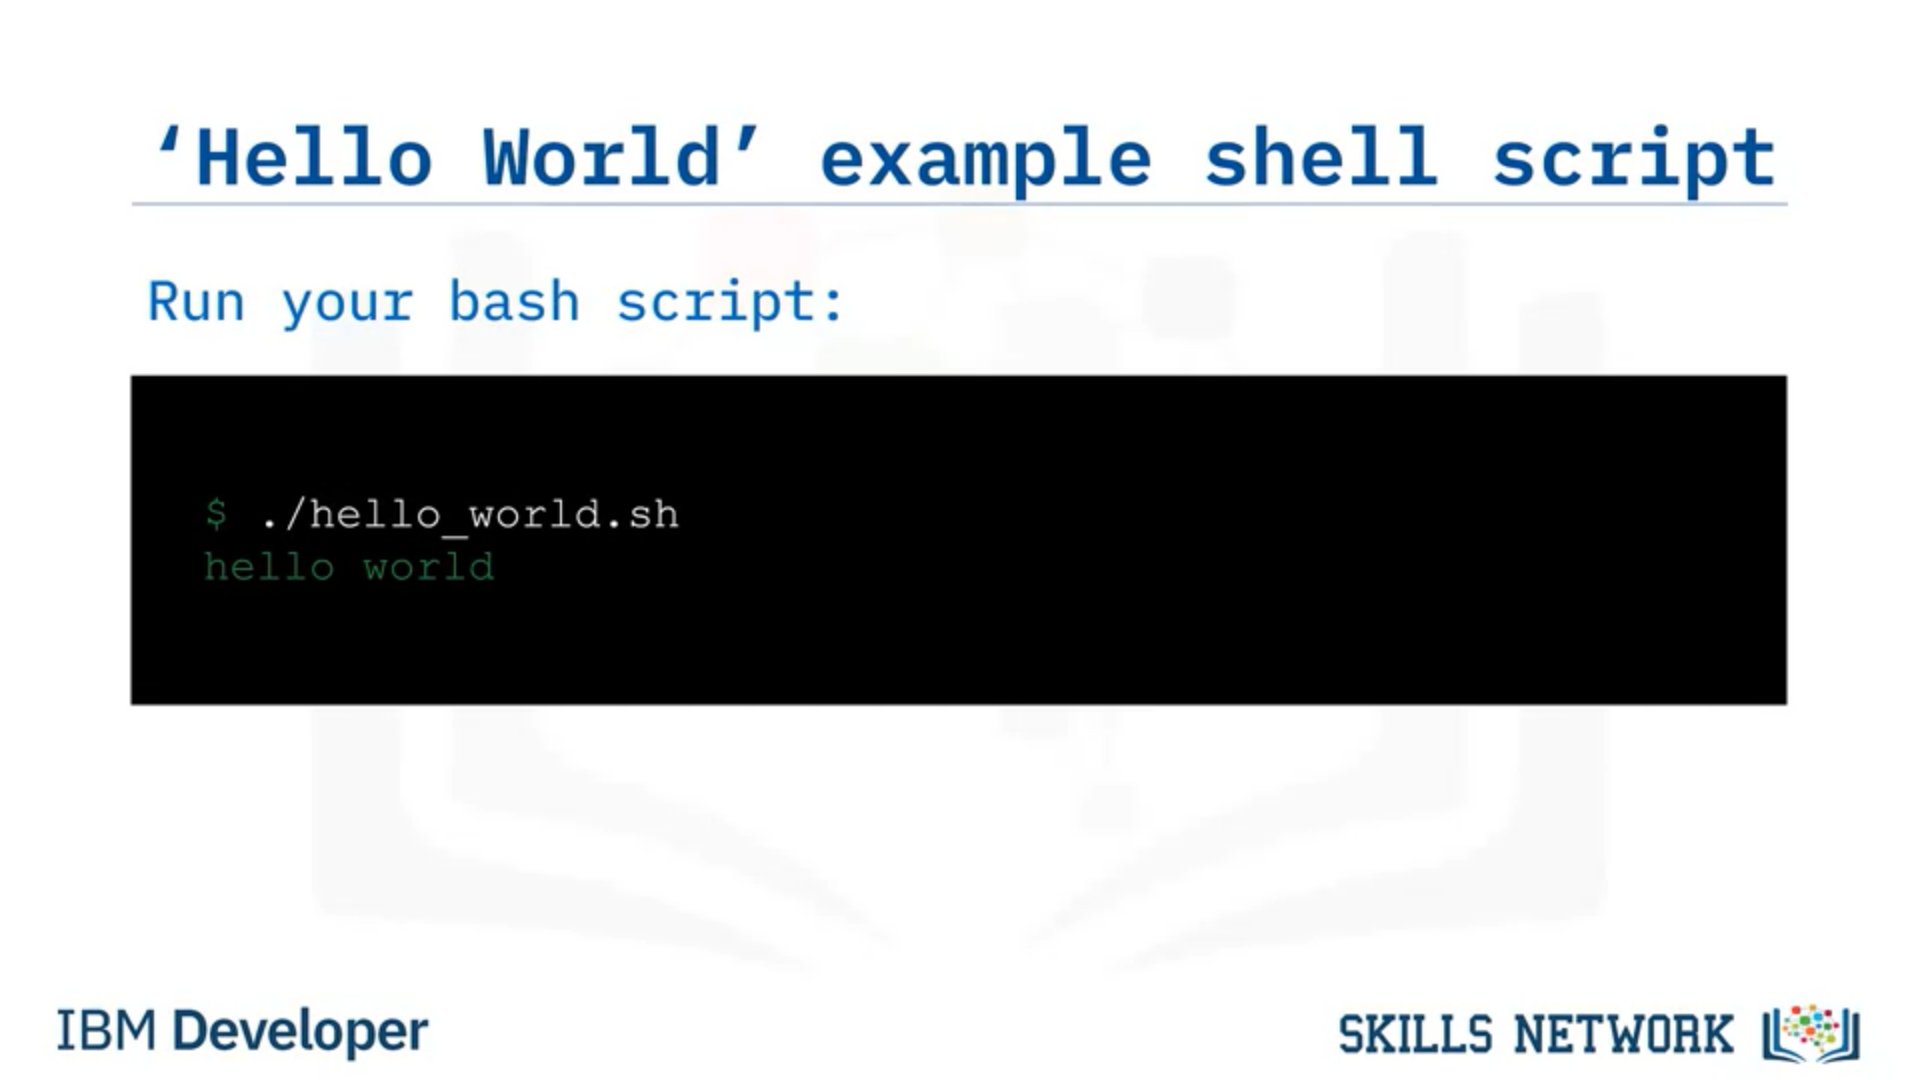 ‘Hello World’ example shell script
Run your bash script:
$ ./hello_world.sh
hello world
IBM Developer
SKILLS NETWORK